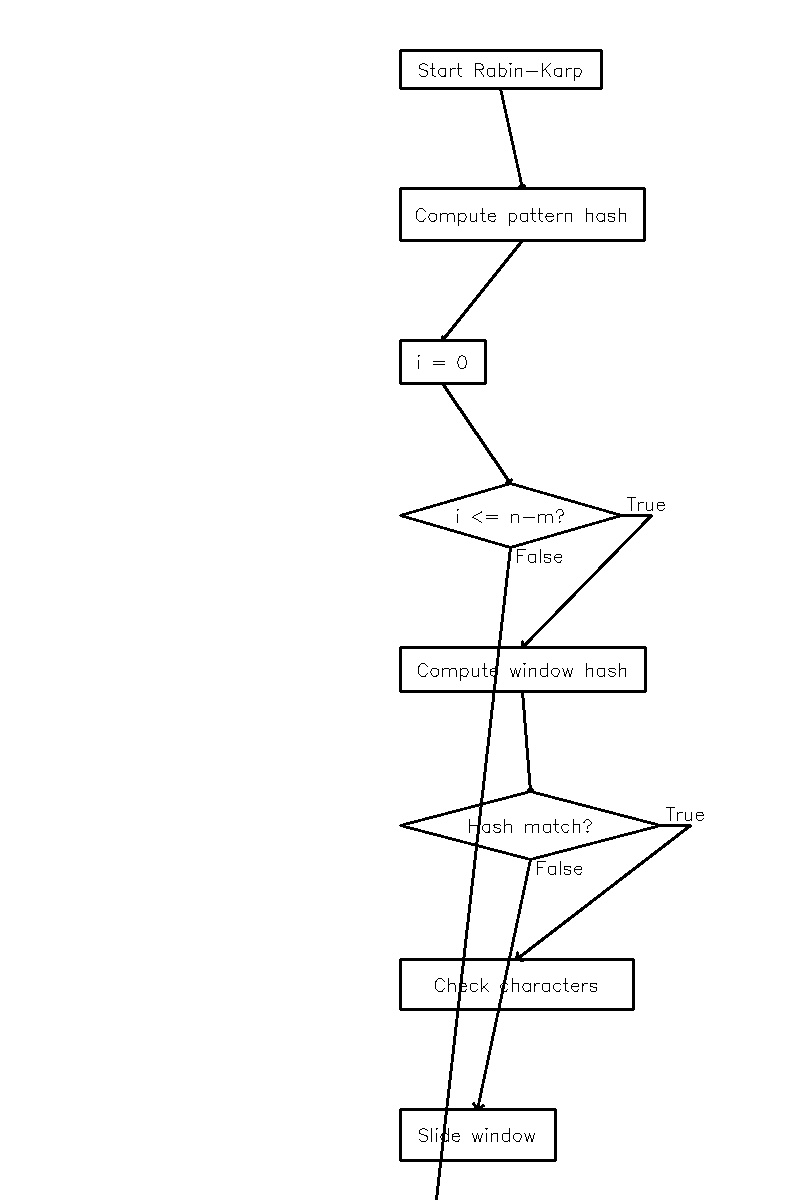 Start Rabin-Karp
Compute pattern hash
i = 0
i <= n-m?
True
False
Compute window hash
Hash match?
True
False
Check characters
Slide window